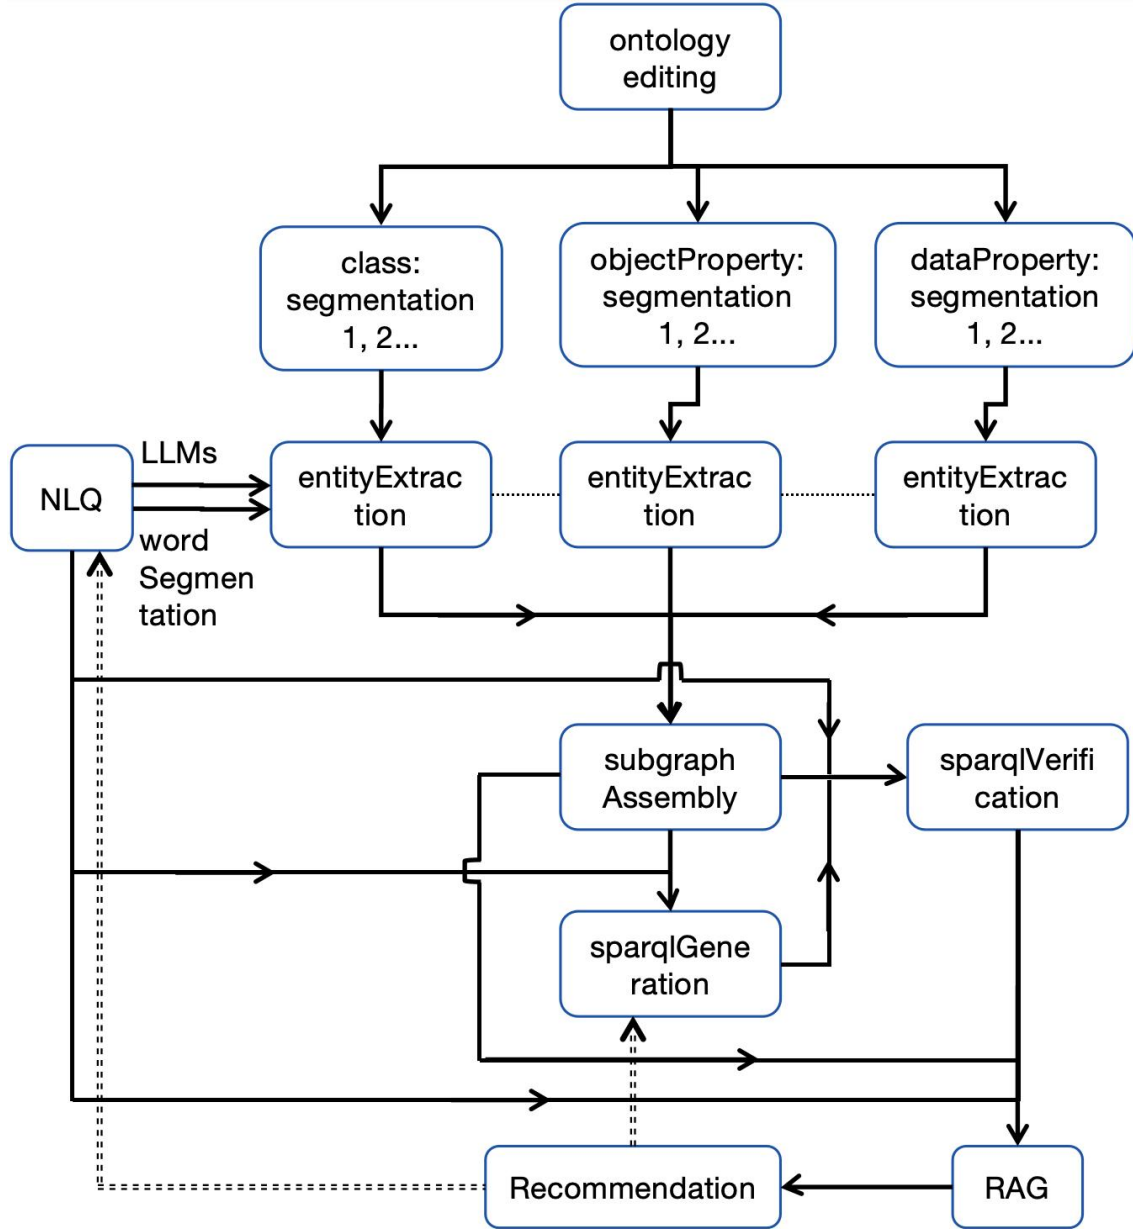 ontology
editing
class:
segmentation
1, 2...
objectProperty:
segmentation
1, 2...
dataProperty:
segmentation
1, 2...
NLQ
LLMs
word
Segmen
tation
entityExtrac
tion
entityExtrac
tion
entityExtrac
tion
subgraph
Assembly
sparqlVerifi
cation
sparqlGene
ration
Recommendation
RAG